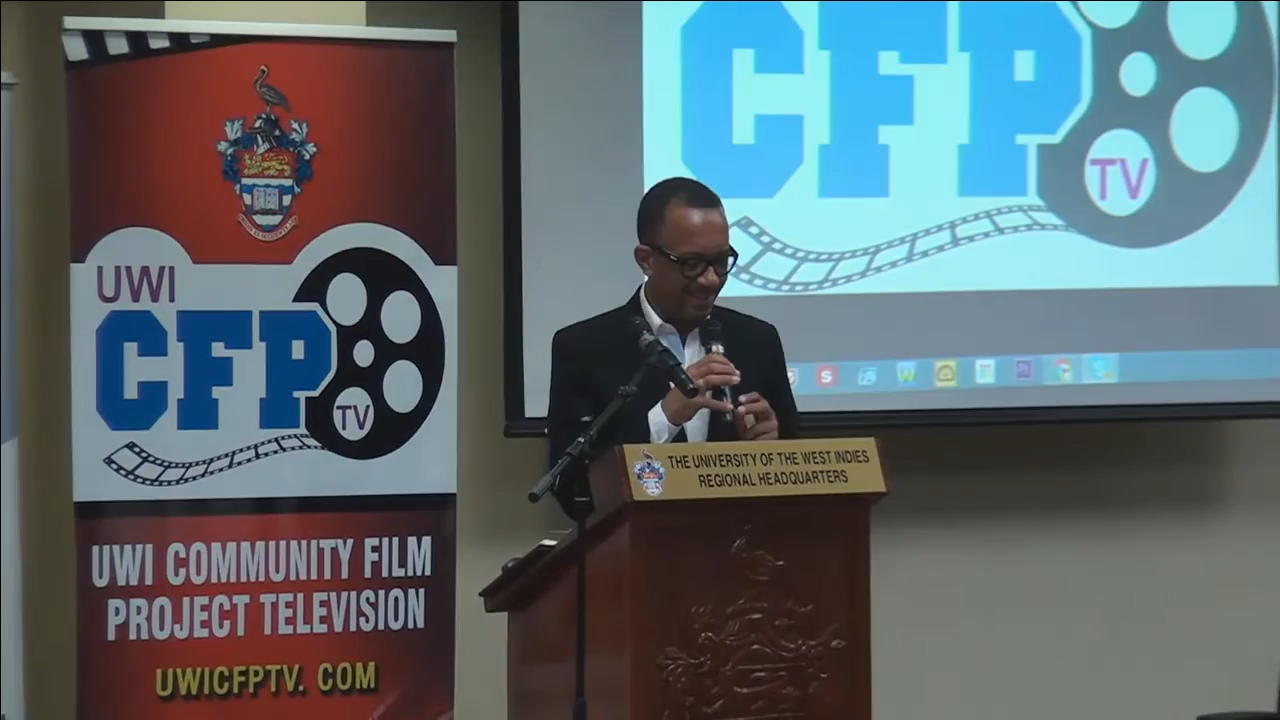 UWI
CFP
TV
UWI COMMUNITY FILM
PROJECT TELEVISION
UWICFPTV. COM
CFP
TV
THE UNIVERSITY OF THE WEST INDIES
REGIONAL HEADQUARTERS